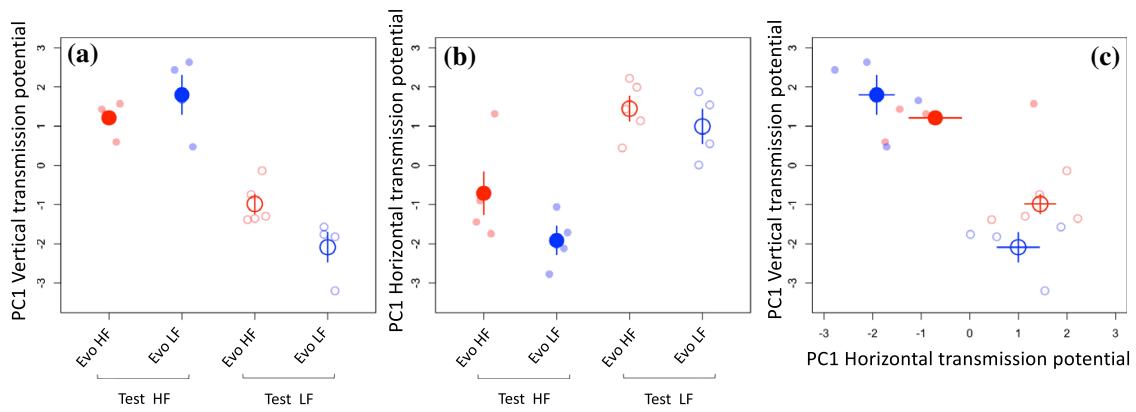 (a)
PC1 Vertical transmission potential
3
2
1
0
-1
-2
-3
Evo HF
Evo LF
Evo HF
Evo LF
Test HF
Test LF
(b)
PC1 Horizontal transmission potential
3
2
1
0
-1
-2
-3
Evo HF
Evo LF
Evo HF
Evo LF
Test HF
Test LF
(c)
PC1 Vertical transmission potential
3
2
1
0
-1
-2
-3
-3 -2 -1 0 1 2 3
PC1 Horizontal transmission potential